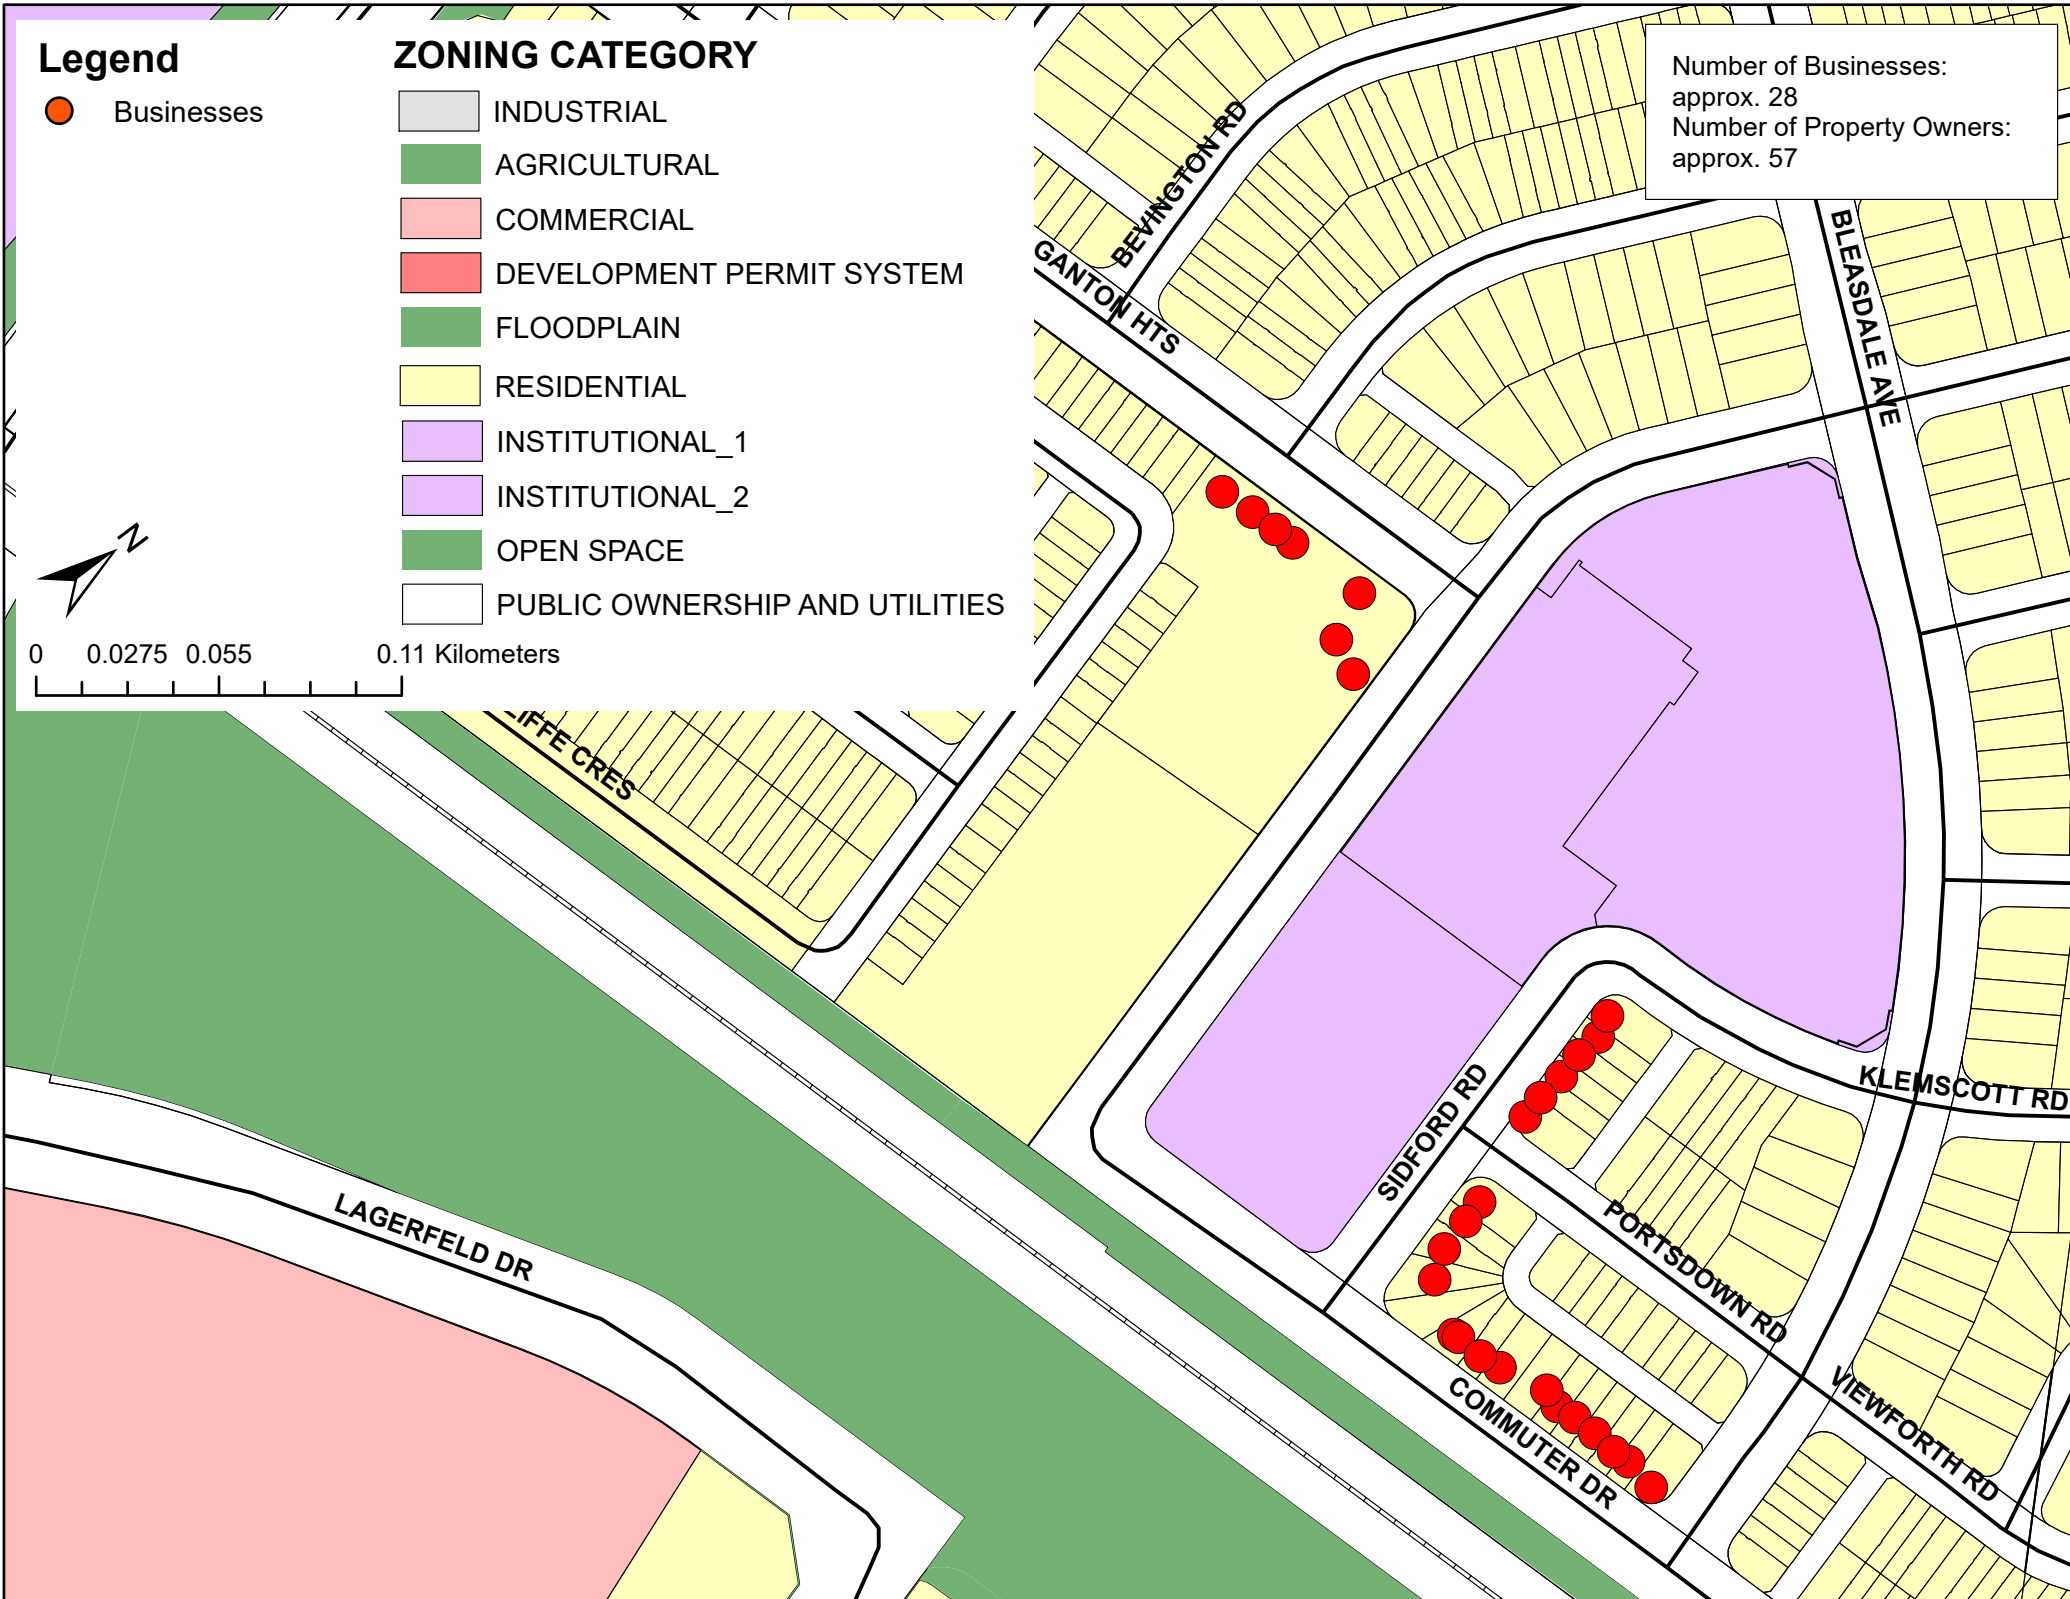 Legend
Businesses
ZONING CATEGORY
INDUSTRIAL
AGRICULTURAL
COMMERCIAL
DEVELOPMENT PERMIT SYSTEM
FLOODPLAIN
RESIDENTIAL
INSTITUTIONAL_1
INSTITUTIONAL_2
OPEN SPACE
PUBLIC OWNERSHIP AND UTILITIES
N
0 0.0275 0.055 0.11 Kilometers
Number of Businesses:
approx. 28
Number of Property Owners:
approx. 57
BEVINGTON RD
GANTON HTS
BLEASDALE AVE
IFFE CRES
KLEMSCOTT RD
SIDFORD RD
PORTSDOWN RD
LAGERFELD DR
COMMUTER DR
VIEWFORTH RD